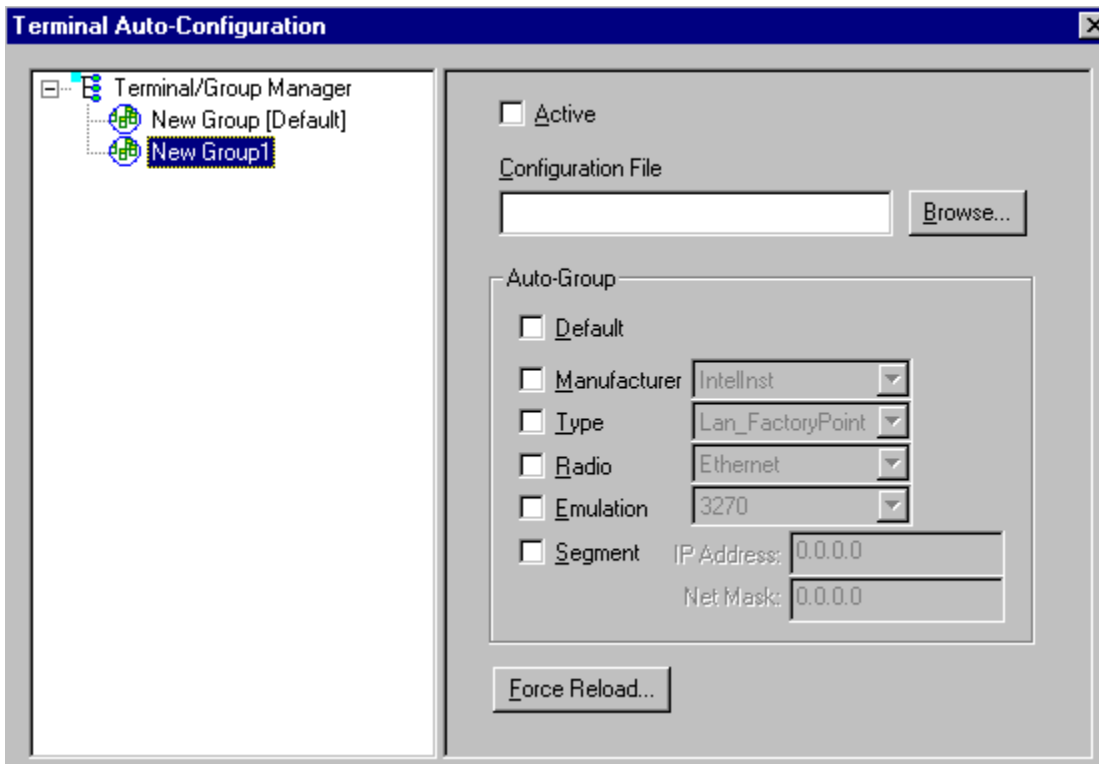 Terminal Auto-Configuration
Terminal/Group Manager
New Group [Default]
New Group1
Active
Configuration File
Browse...
Auto-Group
Default
Manufacturer IntelInst
Type Lan_FactoryPoint
Radio Ethernet
Emulation 3270
Segment IP Address: 0.0.0.0
Net Mask: 0.0.0.0
Force Reload...